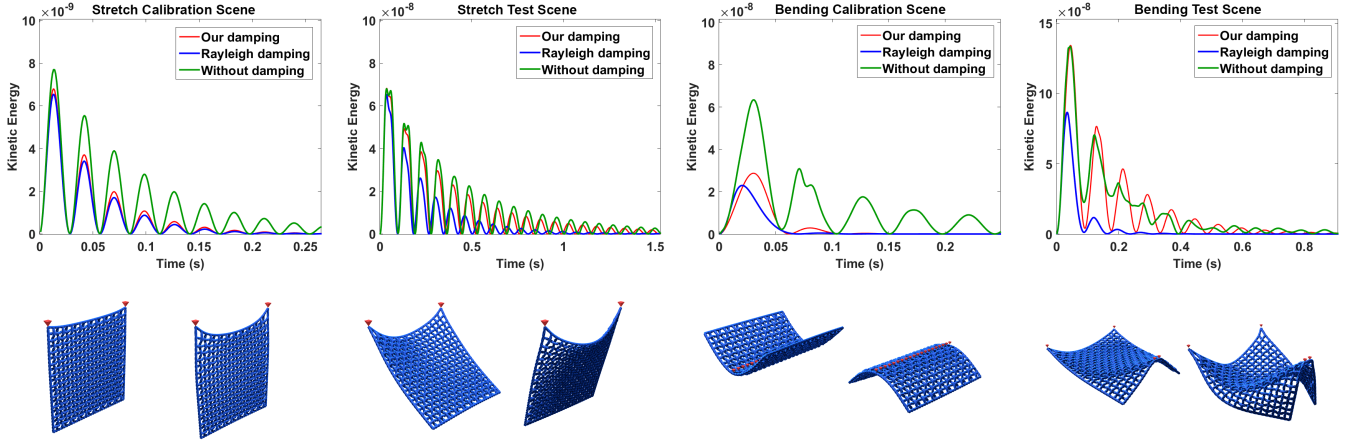 Stretch Calibration Scene
×10⁻⁹
10
8
6
4
2
0
Kinetic Energy
Our damping
Rayleigh damping
Without damping
0 0.05 0.1 0.15 0.2 0.25
Time (s)
Stretch Test Scene
×10⁻⁸
10
8
6
4
2
0
Kinetic Energy
Our damping
Rayleigh damping
Without damping
0 0.5 1 1.5
Time (s)
Bending Calibration Scene
×10⁻⁸
10
8
6
4
2
0
Kinetic Energy
Our damping
Rayleigh damping
Without damping
0 0.05 0.1 0.15 0.2
Time (s)
Bending Test Scene
×10⁻⁸
15
10
5
0
Kinetic Energy
Our damping
Rayleigh damping
Without damping
0 0.2 0.4 0.6 0.8
Time (s)